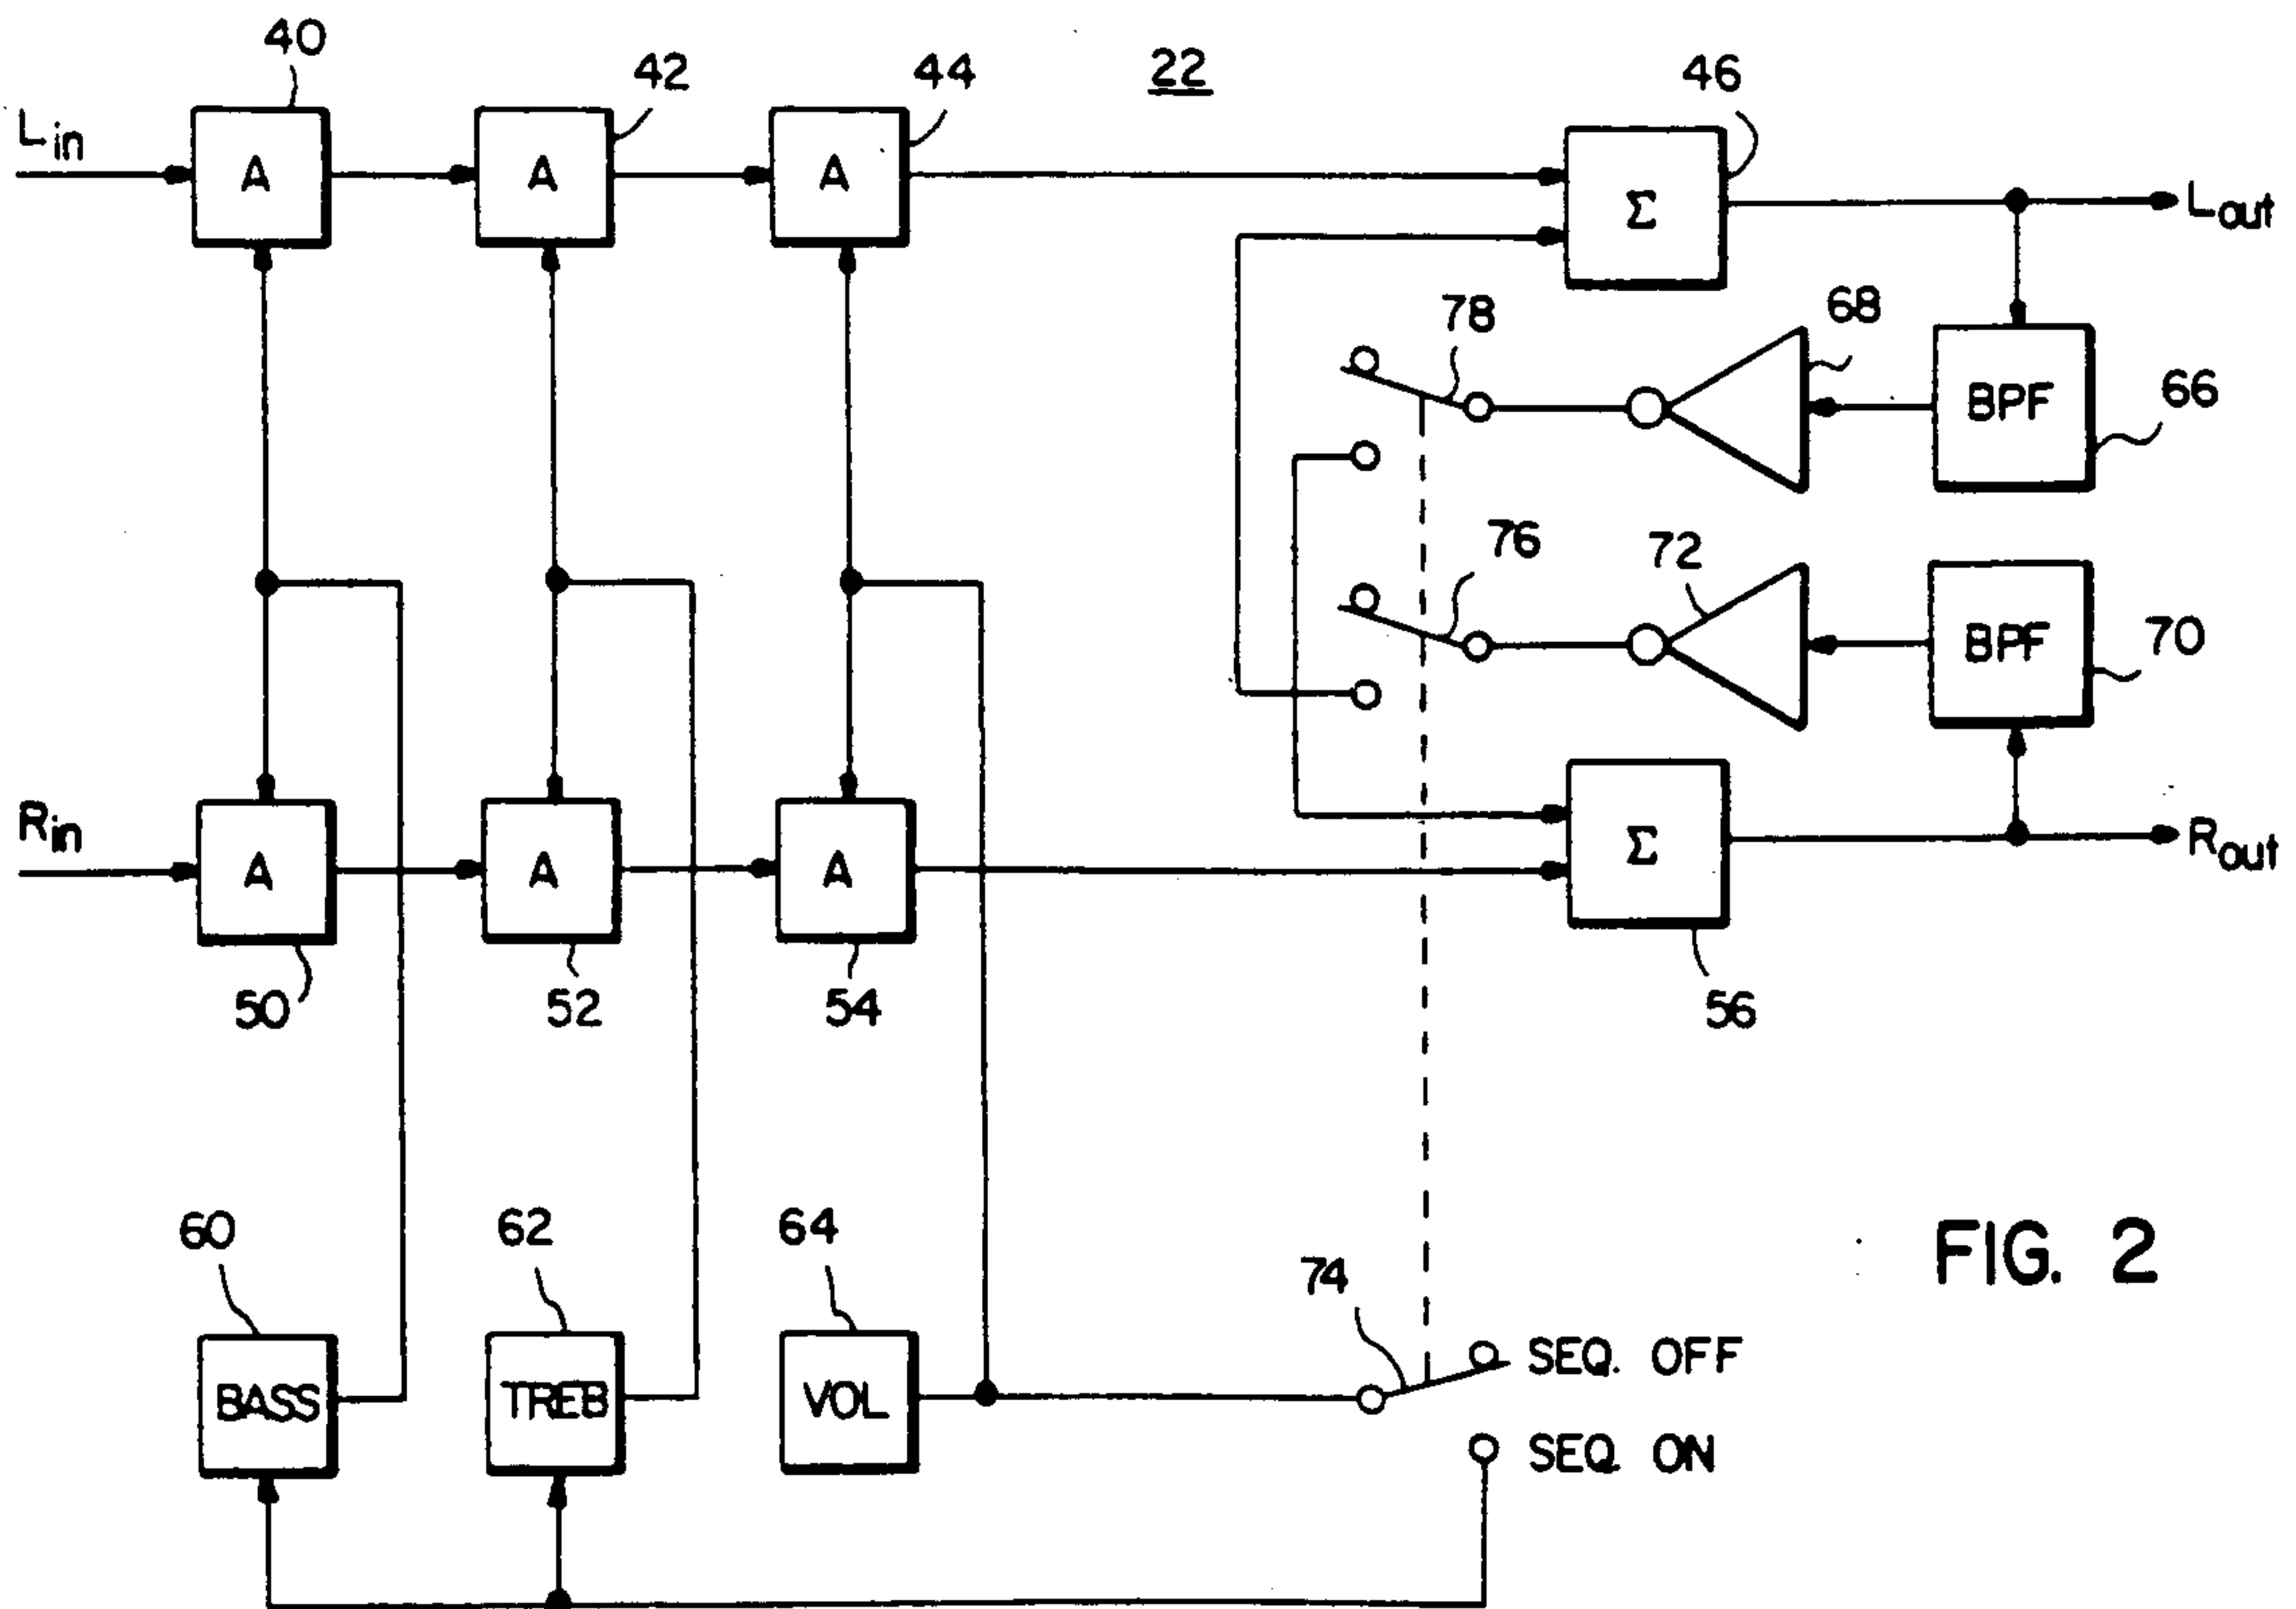 40
42
44
22
46
Lin
A
A
A
Σ
Lout
78
68
BPF
66
76
72
BPF
70
Rin
A
A
A
Σ
Rout
50
52
54
56
60
62
64
74
FIG. 2
BASS
TREB
VOL
SEQ. OFF
SEQ. ON